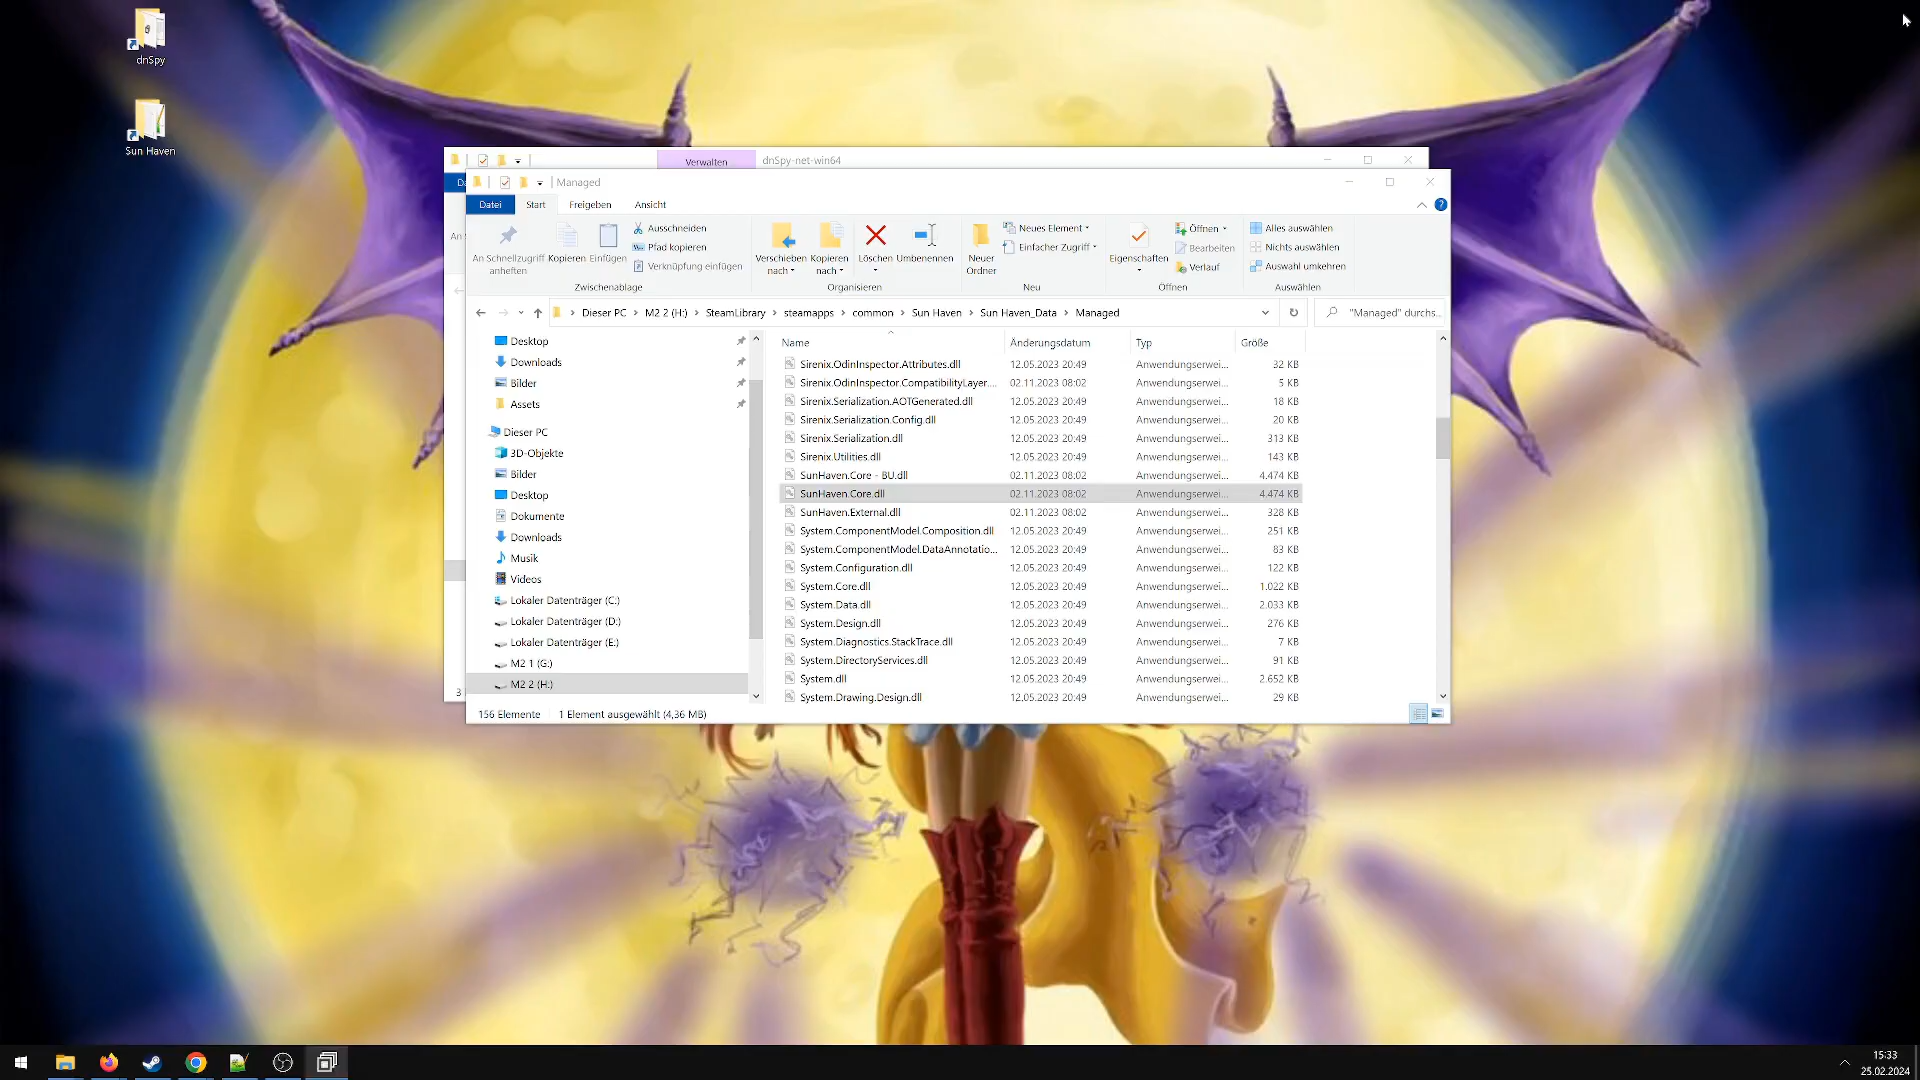 dnSpy
Sun Haven
Verwalten
dnSpy-net-win64
Managed
Datei
Start
Freigeben
Ansicht
An Schnellzugriff
anheften
Kopieren
Einfügen
Ausschneiden
Pfad kopieren
Verknüpfung einfügen
Zwischenablage
Verschieben
nach
Kopieren
nach
Löschen
Umbenennen
Organisieren
Neuer
Ordner
Neues Element
Einfacher Zugriff
Neu
Eigenschaften
Öffnen
Bearbeiten
Verlauf
Öffnen
Alles auswählen
Nichts auswählen
Auswahl umkehren
Auswählen
Dieser PC > M2 2 (H:) > SteamLibrary > steamapps > common > Sun Haven > Sun Haven_Data > Managed
"Managed" durchs...
Desktop
Downloads
Bilder
Assets
Dieser PC
3D-Objekte
Bilder
Desktop
Dokumente
Downloads
Musik
Videos
Lokaler Datenträger (C:)
Lokaler Datenträger (D:)
Lokaler Datenträger (E:)
M2 1 (G:)
M2 2 (H:)
Name Änderungsdatum Typ Größe
Sirenix.OdinInspector.Attributes.dll 12.05.2023 20:49 Anwendungserwei... 32 KB
Sirenix.OdinInspector.CompatibilityLayer.... 02.11.2023 08:02 Anwendungserwei... 5 KB
Sirenix.Serialization.AOTGenerated.dll 12.05.2023 20:49 Anwendungserwei... 18 KB
Sirenix.Serialization.Config.dll 12.05.2023 20:49 Anwendungserwei... 20 KB
Sirenix.Serialization.dll 12.05.2023 20:49 Anwendungserwei... 313 KB
Sirenix.Utilities.dll 12.05.2023 20:49 Anwendungserwei... 143 KB
SunHaven.Core - BU.dll 02.11.2023 08:02 Anwendungserwei... 4.474 KB
SunHaven.Core.dll 02.11.2023 08:02 Anwendungserwei... 4.474 KB
SunHaven.External.dll 02.11.2023 08:02 Anwendungserwei... 328 KB
System.ComponentModel.Composition.dll 12.05.2023 20:49 Anwendungserwei... 251 KB
System.ComponentModel.DataAnnotatio... 12.05.2023 20:49 Anwendungserwei... 83 KB
System.Configuration.dll 12.05.2023 20:49 Anwendungserwei... 122 KB
System.Core.dll 12.05.2023 20:49 Anwendungserwei... 1.022 KB
System.Data.dll 12.05.2023 20:49 Anwendungserwei... 2.033 KB
System.Design.dll 12.05.2023 20:49 Anwendungserwei... 276 KB
System.Diagnostics.StackTrace.dll 12.05.2023 20:49 Anwendungserwei... 7 KB
System.DirectoryServices.dll 12.05.2023 20:49 Anwendungserwei... 91 KB
System.dll 12.05.2023 20:49 Anwendungserwei... 2.652 KB
System.Drawing.Design.dll 12.05.2023 20:49 Anwendungserwei... 29 KB
156 Elemente
1 Element ausgewählt (4,36 MB)
15:33
25.02.2024